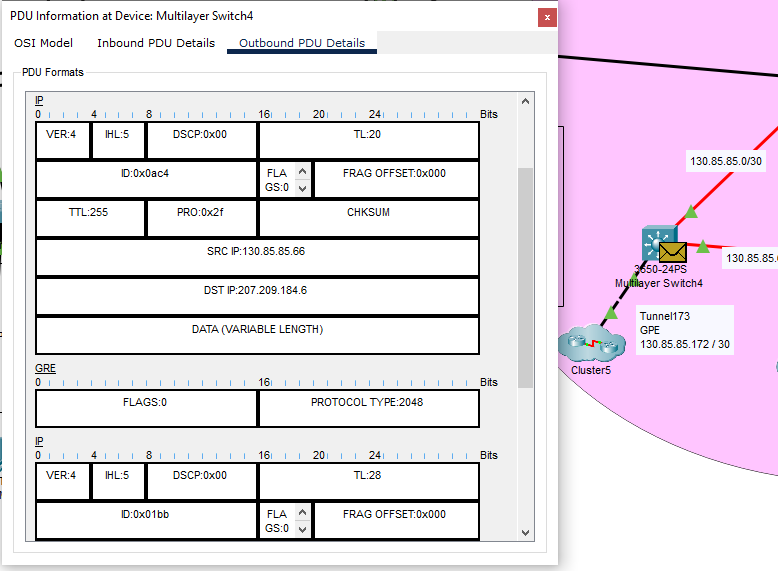 PDU Information at Device: Multilayer Switch4
x
OSI Model Inbound PDU Details Outbound PDU Details
PDU Formats
IP
0 4 8 16 20 24 Bits
VER:4 IHL:5 DSCP:0x00 TL:20
ID:0x0ac4 FLA GS:0 FRAG OFFSET:0x000
TTL:255 PRO:0x2f CHKSUM
SRC IP:130.85.85.66
DST IP:207.209.184.6
DATA (VARIABLE LENGTH)
GRE
0 16 Bits
FLAGS:0 PROTOCOL TYPE:2048
IP
0 4 8 16 20 24 Bits
VER:4 IHL:5 DSCP:0x00 TL:28
ID:0x01bb FLA GS:0 FRAG OFFSET:0x000
130.85.85.0/30
130.85.85.
3650-24PS
Multilayer Switch4
Tunnel173
GPE
130.85.85.172 / 30
Cluster5